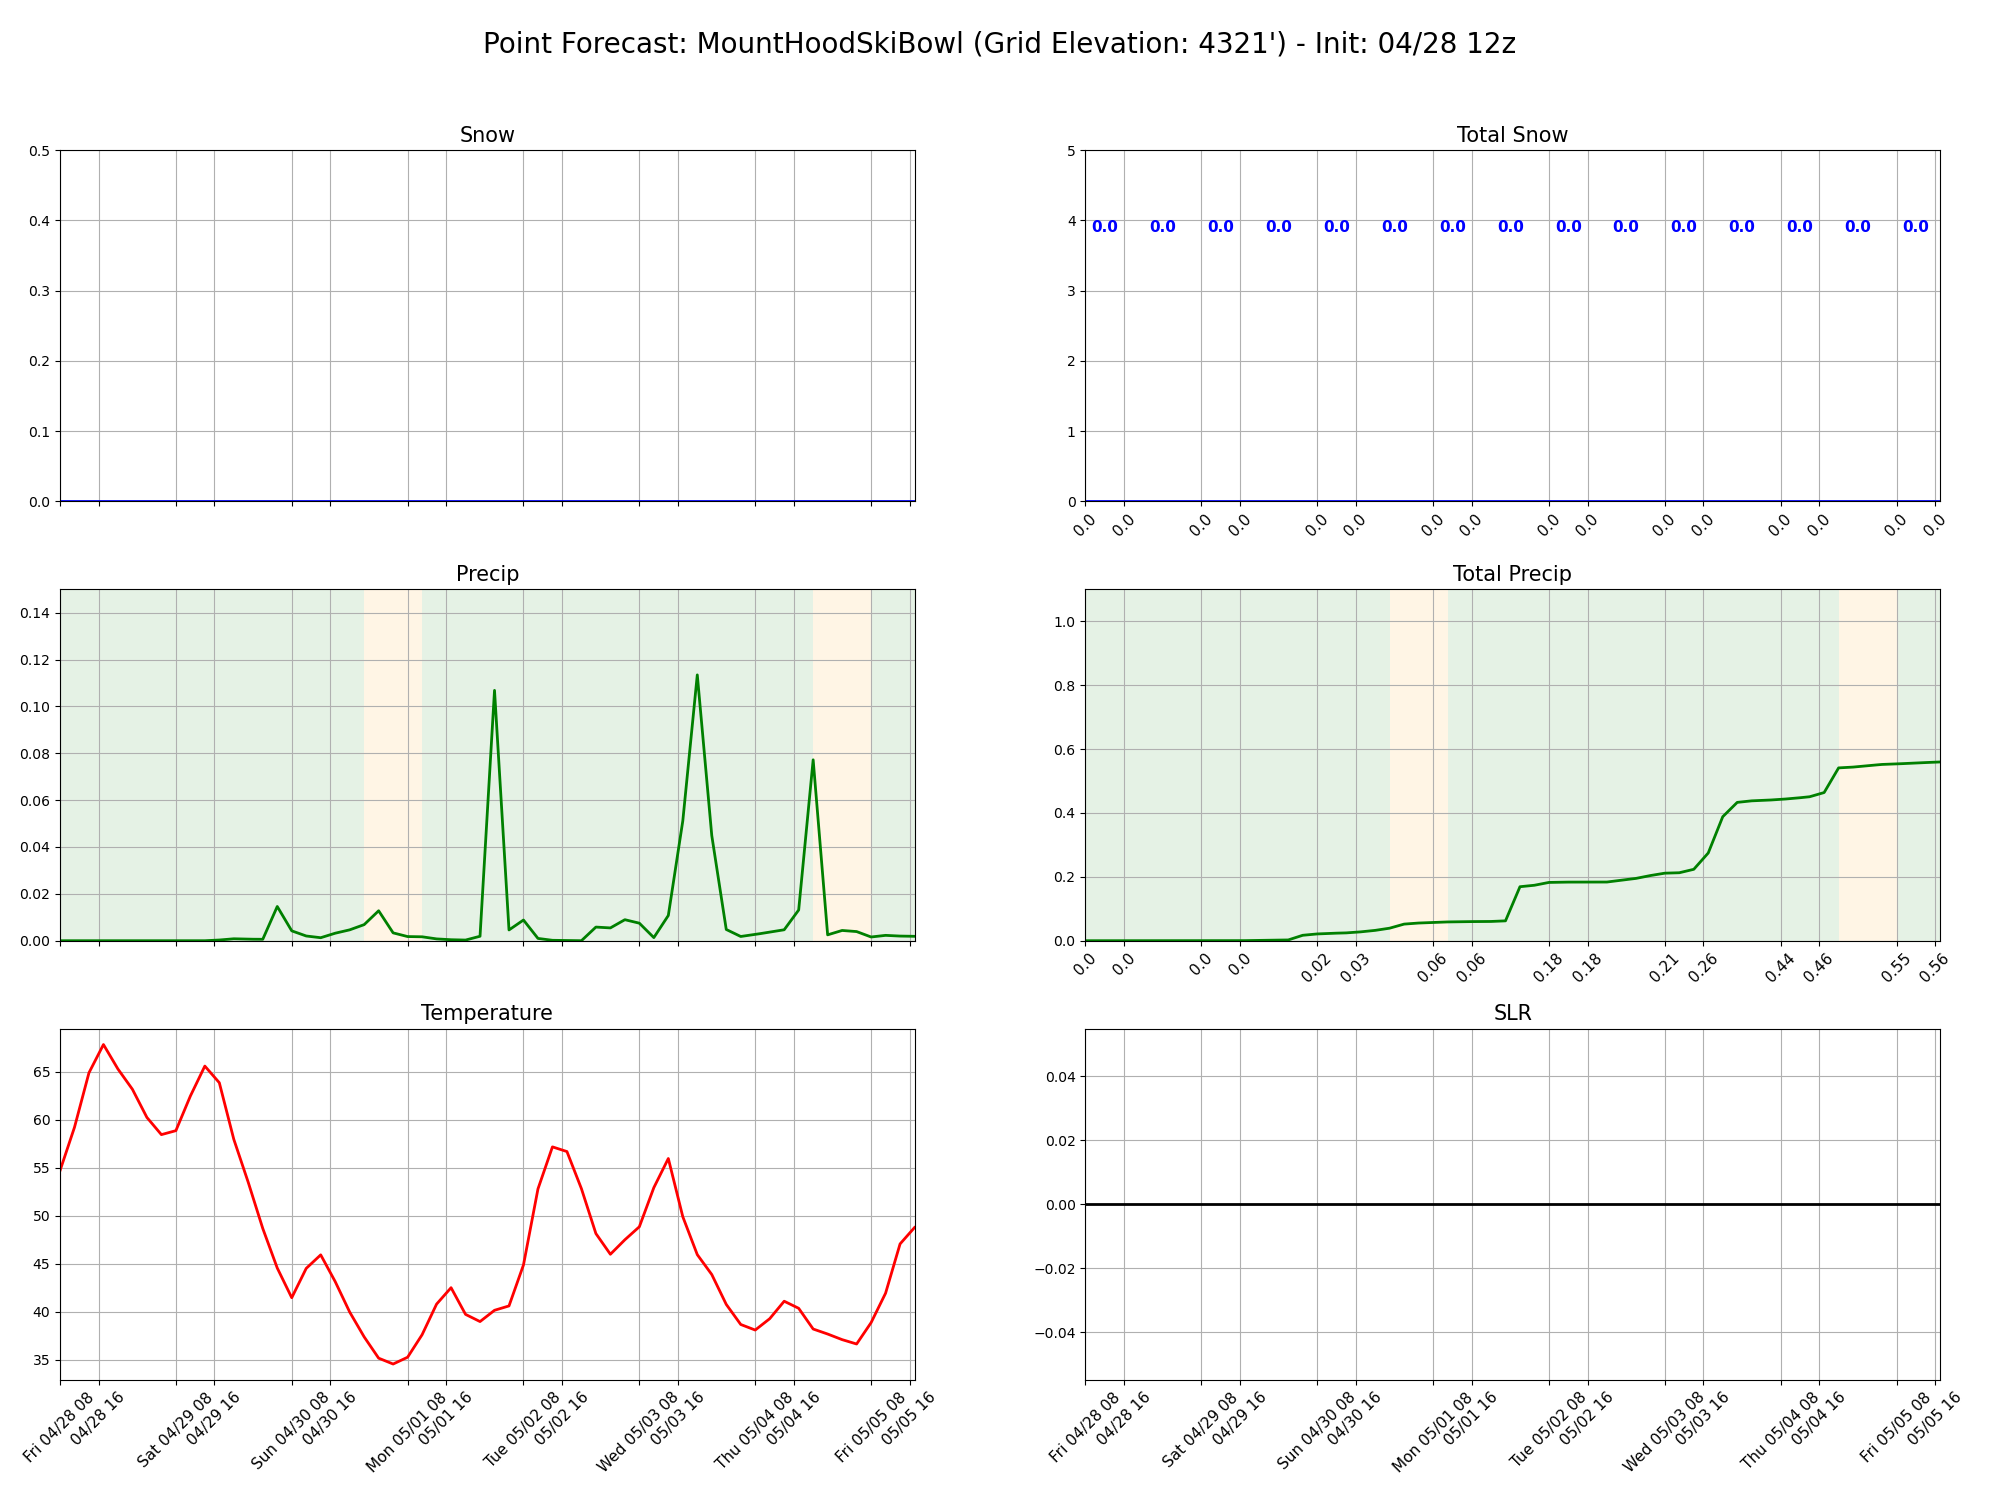 Point Forecast: MountHoodSkiBowl (Grid Elevation: 4321') - Init: 04/28 12z
Snow
0.5
0.4
0.3
0.2
0.1
0.0
Total Snow
5
4
3
2
1
0
0.0 0.0 0.0 0.0 0.0 0.0 0.0 0.0 0.0 0.0 0.0 0.0 0.0 0.0 0.0
0.0 0.0 0.0 0.0 0.0 0.0 0.0 0.0 0.0 0.0 0.0 0.0 0.0 0.0 0.0 0.0
Precip
0.14
0.12
0.10
0.08
0.06
0.04
0.02
0.00
Total Precip
1.0
0.8
0.6
0.4
0.2
0.0
0.0 0.0 0.0 0.0 0.02 0.03 0.06 0.06 0.18 0.18 0.21 0.26 0.44 0.46 0.55 0.56
Temperature
65
60
55
50
45
40
35
Fri 04/28 08
04/28 16
Sat 04/29 08
04/29 16
Sun 04/30 08
04/30 16
Mon 05/01 08
05/01 16
Tue 05/02 08
05/02 16
Wed 05/03 08
05/03 16
Thu 05/04 08
05/04 16
Fri 05/05 08
05/05 16
SLR
0.04
0.02
0.00
−0.02
−0.04
Fri 04/28 08
04/28 16
Sat 04/29 08
04/29 16
Sun 04/30 08
04/30 16
Mon 05/01 08
05/01 16
Tue 05/02 08
05/02 16
Wed 05/03 08
05/03 16
Thu 05/04 08
05/04 16
Fri 05/05 08
05/05 16